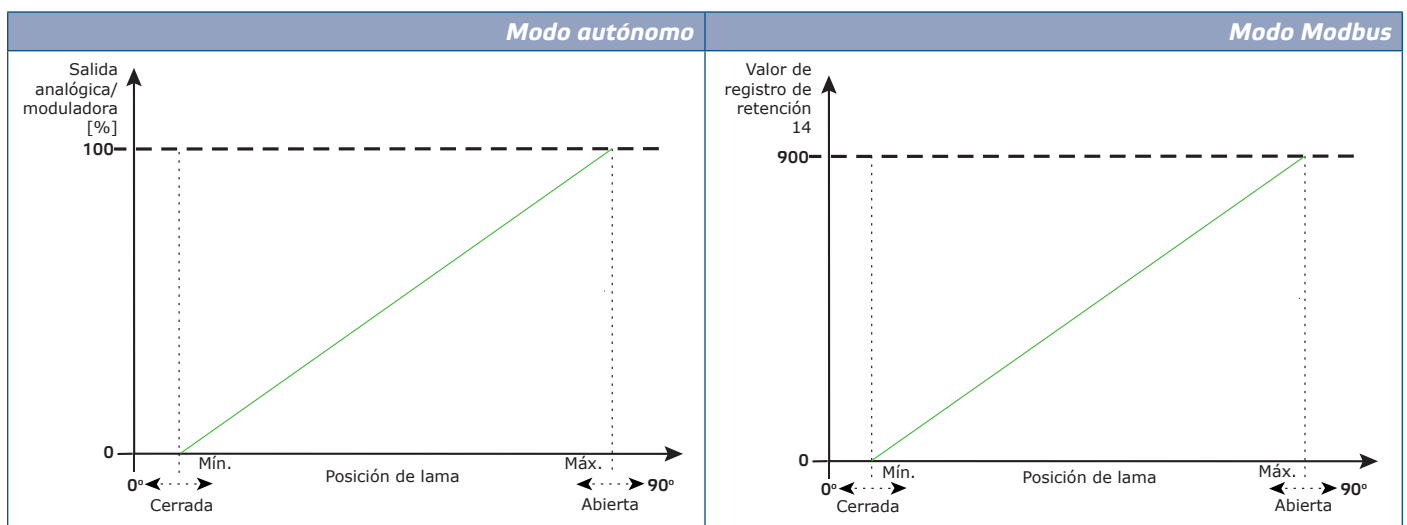 Modo autónomo
Salida
analógica/
moduladora
[%]
100
0
Mín.
Máx.
Posición de lama
0º
90º
Cerrada
Abierta
Modo Modbus
Valor de
registro de
retención
14
900
0
Mín.
Máx.
Posición de lama
0º
90º
Cerrada
Abierta